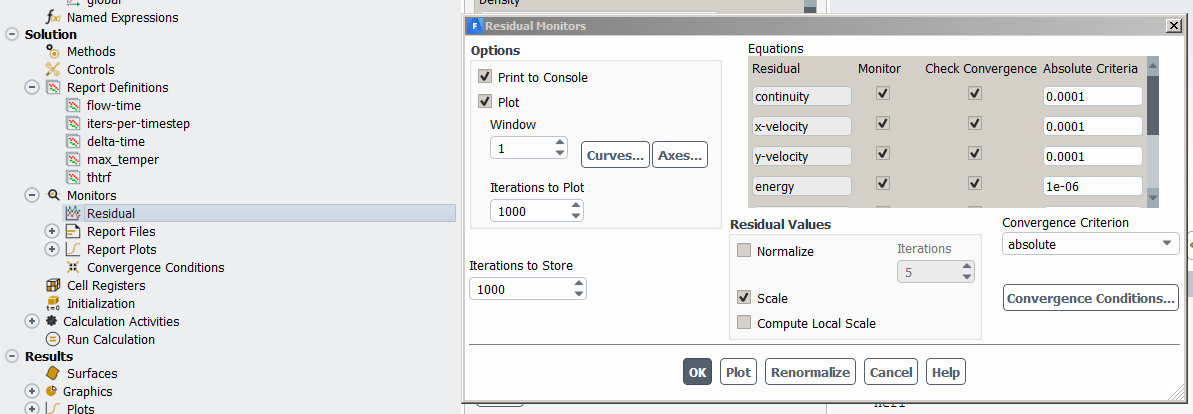 global
Named Expressions
Solution
Methods
Controls
Report Definitions
flow-time
iters-per-timestep
delta-time
max_temper
thtrf
Monitors
Residual
Report Files
Report Plots
Convergence Conditions
Cell Registers
Initialization
Calculation Activities
Run Calculation
Results
Surfaces
Graphics
Plots
Density
Residual Monitors
Options
Print to Console
Plot
Window
1
Curves... Axes...
Iterations to Plot
1000
Iterations to Store
1000
Equations
Residual Monitor Check Convergence Absolute Criteria
continuity 0.0001
x-velocity 0.0001
y-velocity 0.0001
energy 1e-06
Residual Values
Normalize Iterations
5
Scale
Compute Local Scale
Convergence Criterion
absolute
Convergence Conditions...
OK Plot Renormalize Cancel Help